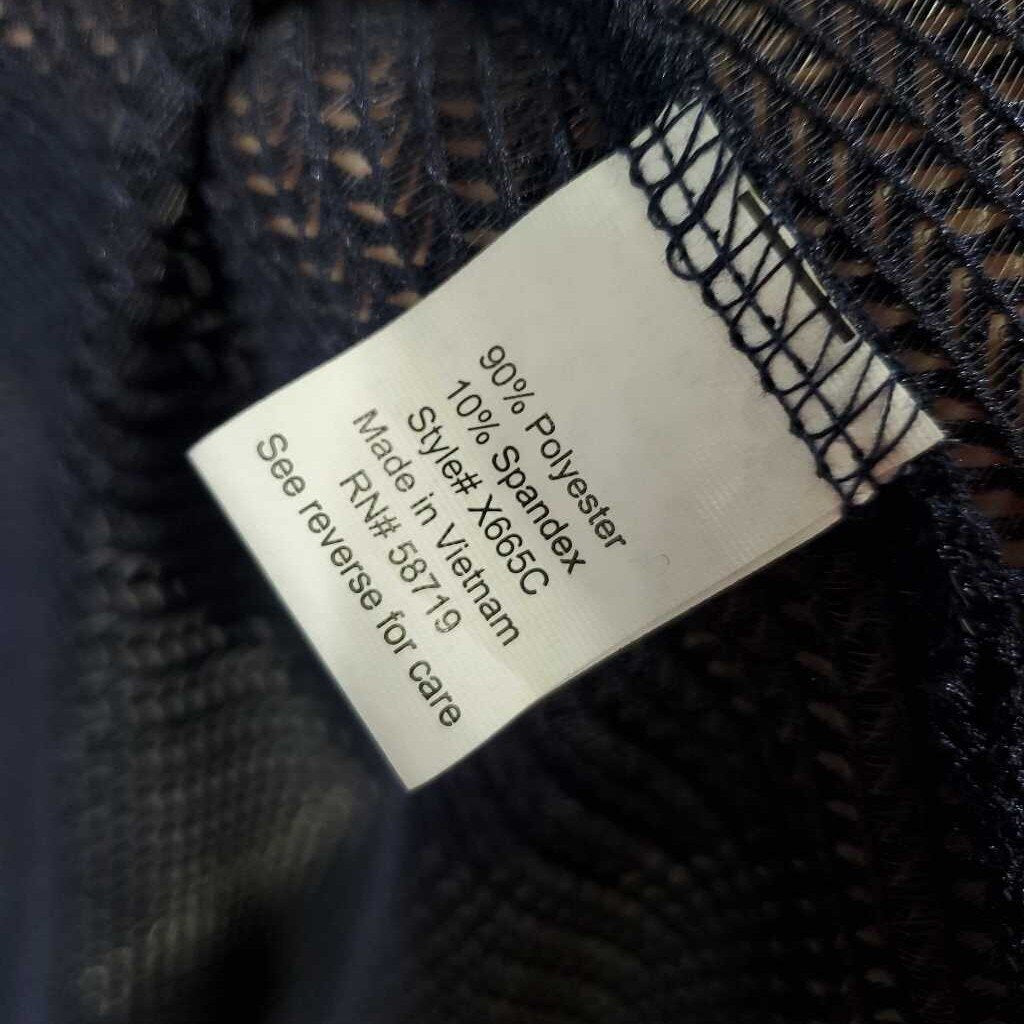 90% Polyester
10% Spandex
Style# X665C
Made in Vietnam
RN# 58719
See reverse for care